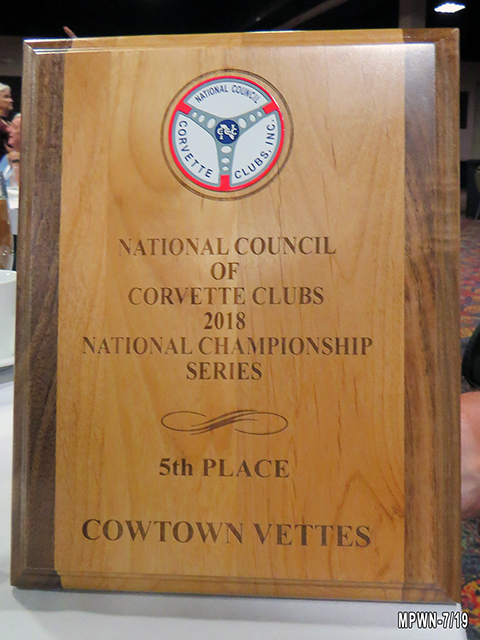 NATIONAL COUNCIL
CORVETTE CLUBS, INC.
NATIONAL COUNCIL
OF
CORVETTE CLUBS
2018
NATIONAL CHAMPIONSHIP
SERIES
5th PLACE
COWTOWN VETTES
MPWN-7/19